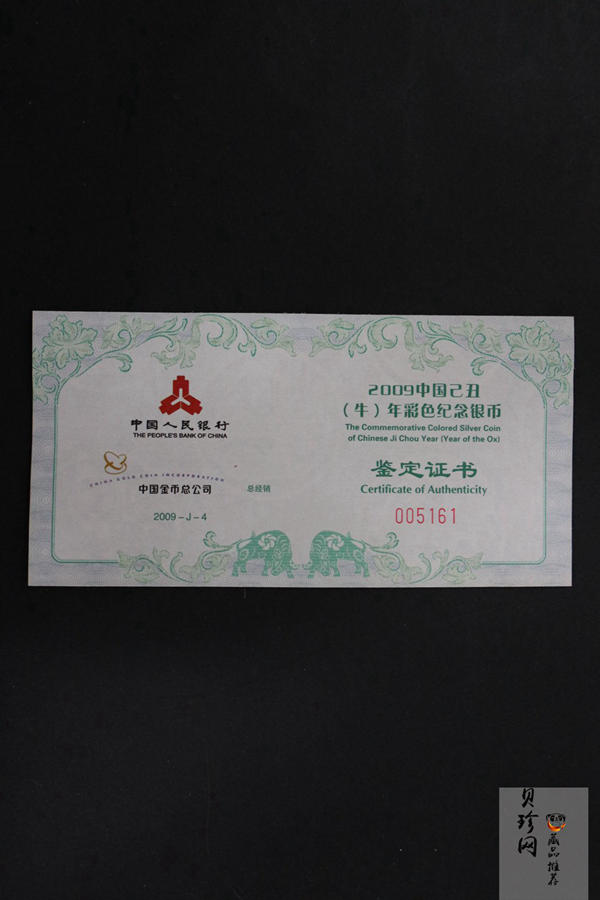 中国人民银行
THE PEOPLE'S BANK OF CHINA
CHINA GOLD COIN INCORPORATION
中国金币总公司 总经销
2009-J-4
2009中国己丑
（牛）年彩色纪念银币
The Commemorative Colored Silver Coin
of Chinese Ji Chou Year (Year of the Ox)
鉴定证书
Certificate of Authenticity
005161
贝珍网
藏品推荐